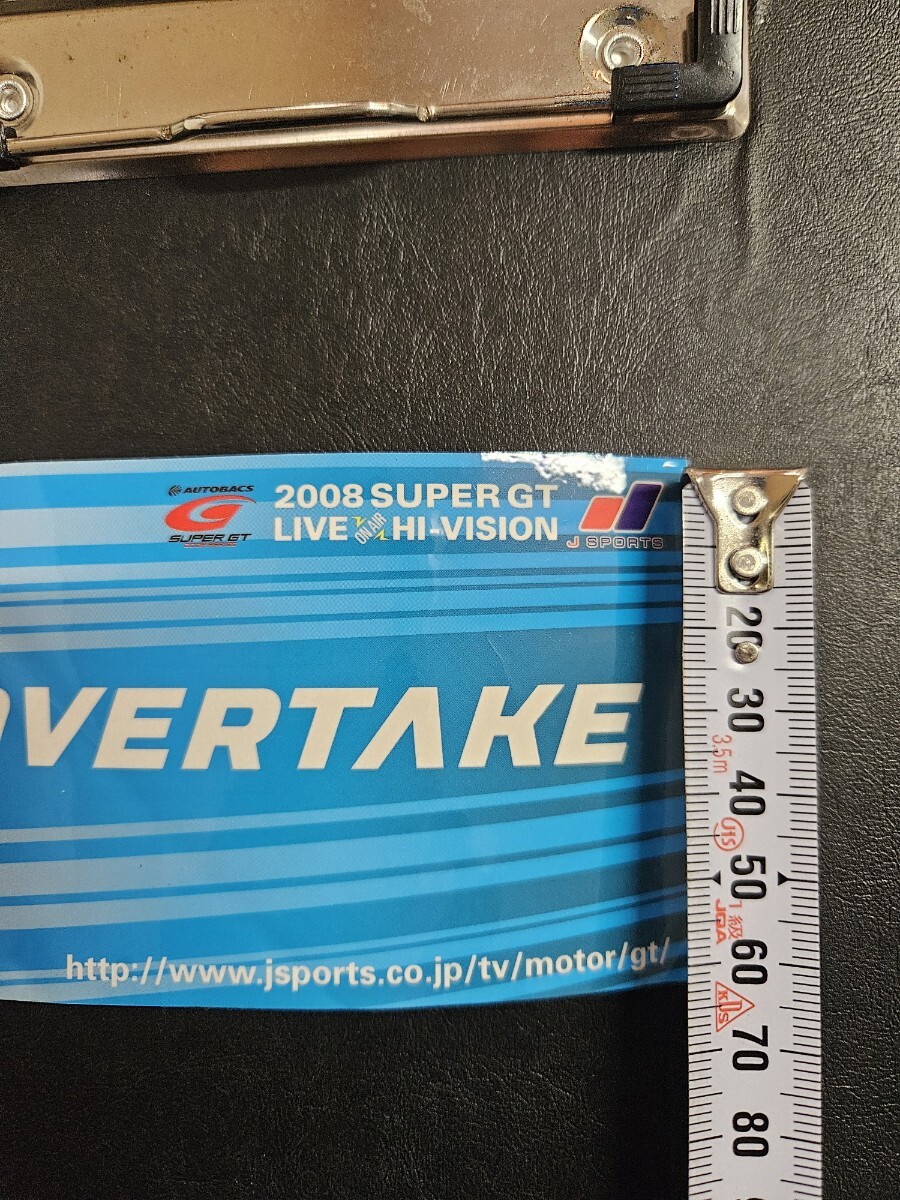 AUTOBACS
SUPER GT
2008 SUPER GT
LIVE ON AIR HI-VISION
J SPORTS
OVERTAKE
http://www.jsports.co.jp/tv/motor/gt/
20
30
3.5m
40
JIS
50
1級
JQA
60
KDS
70
80